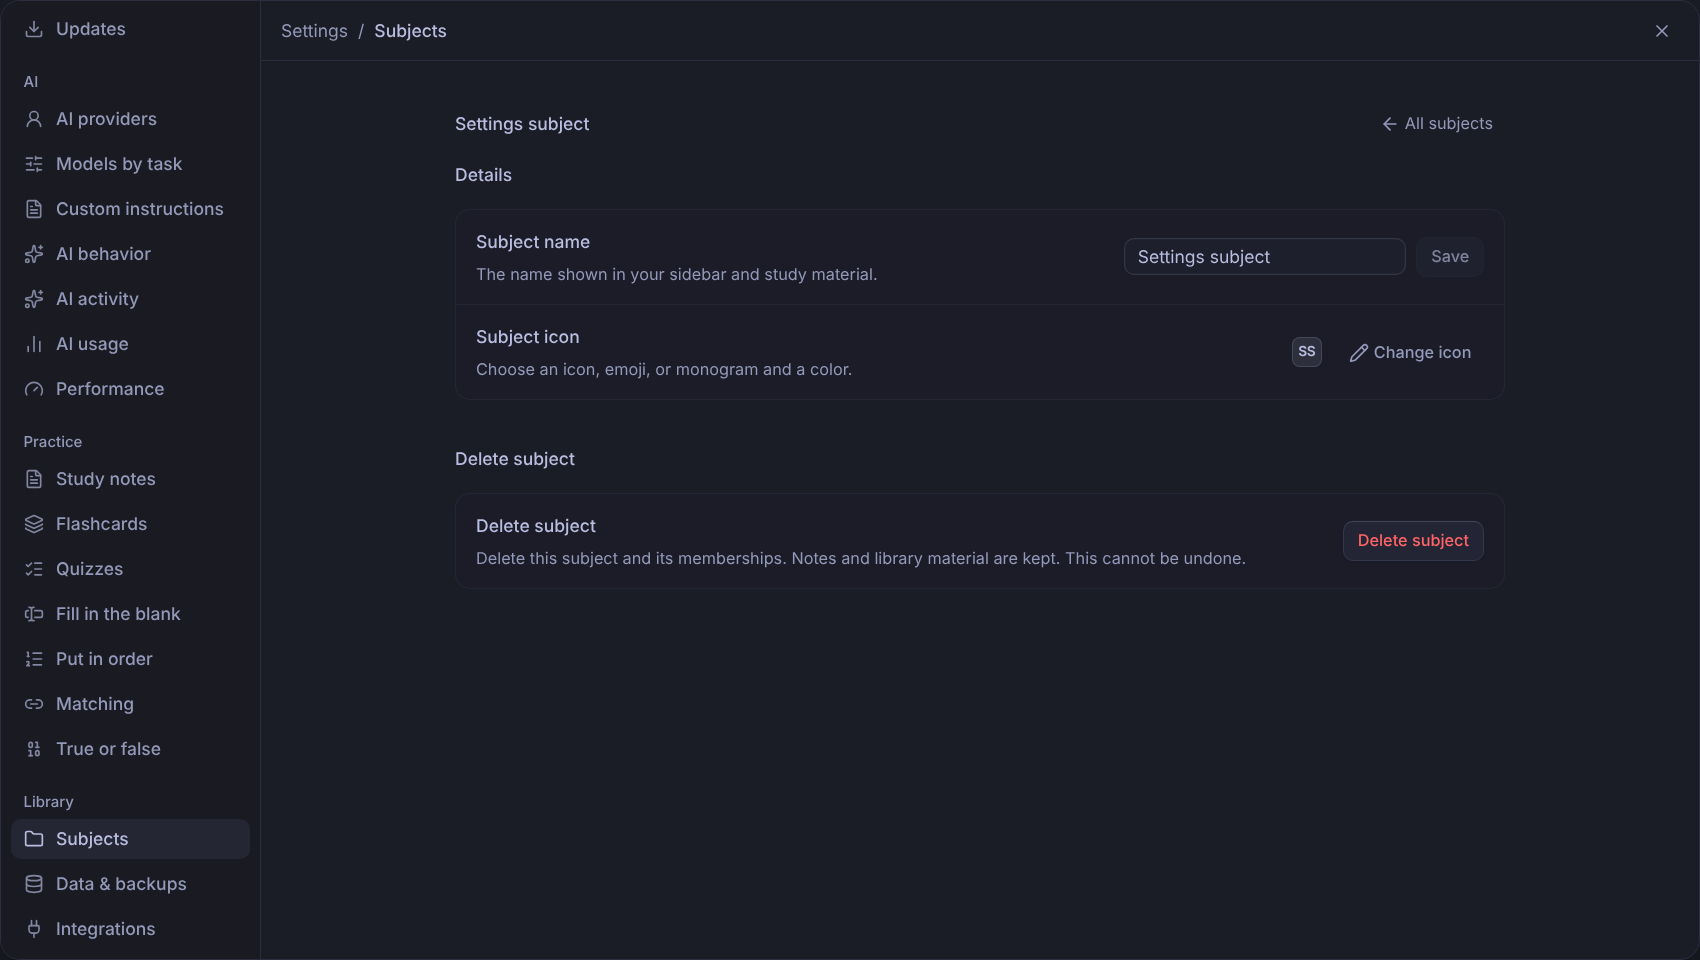 Updates
AI
AI providers
Models by task
Custom instructions
AI behavior
AI activity
AI usage
Performance
Practice
Study notes
Flashcards
Quizzes
Fill in the blank
Put in order
Matching
True or false
Library
Subjects
Data & backups
Integrations
Settings / Subjects
Settings subject
All subjects
Details
Subject name
The name shown in your sidebar and study material.
Settings subject
Save
Subject icon
Choose an icon, emoji, or monogram and a color.
SS
Change icon
Delete subject
Delete subject
Delete this subject and its memberships. Notes and library material are kept. This cannot be undone.
Delete subject